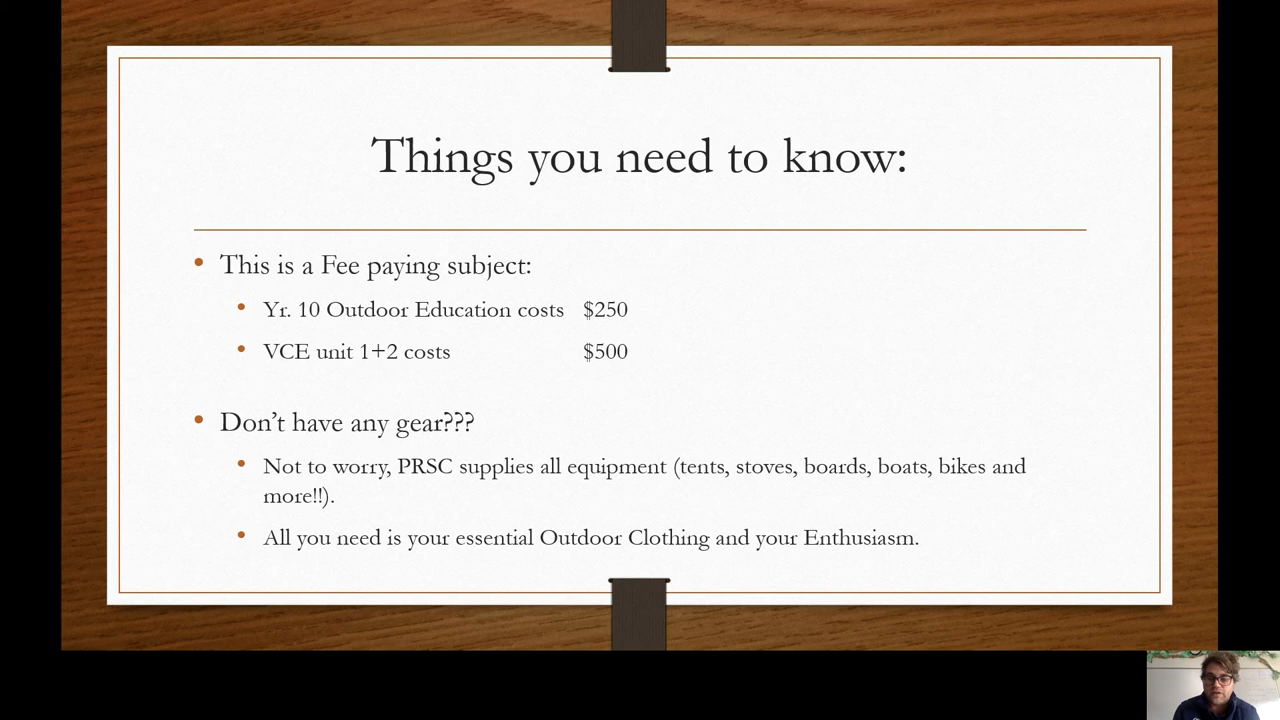 Things you need to know:
• This is a Fee paying subject:
• Yr. 10 Outdoor Education costs $250
• VCE unit 1+2 costs $500
• Don’t have any gear???
• Not to worry, PRSC supplies all equipment (tents, stoves, boards, boats, bikes and
more!!).
• All you need is your essential Outdoor Clothing and your Enthusiasm.